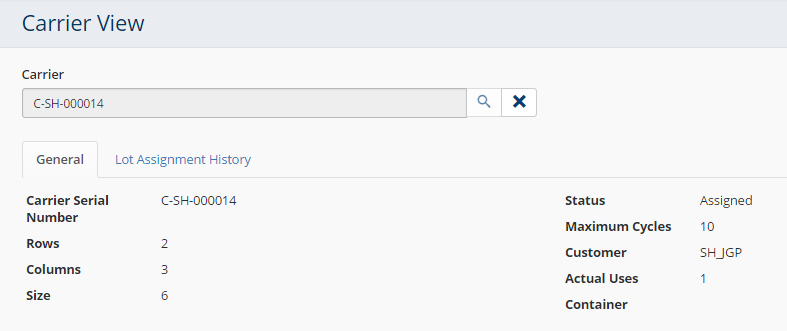 Carrier View
Carrier
C-SH-000014
General
Lot Assignment History
Carrier Serial Number
C-SH-000014
Rows
2
Columns
3
Size
6
Status
Assigned
Maximum Cycles
10
Customer
SH_JGP
Actual Uses
1
Container